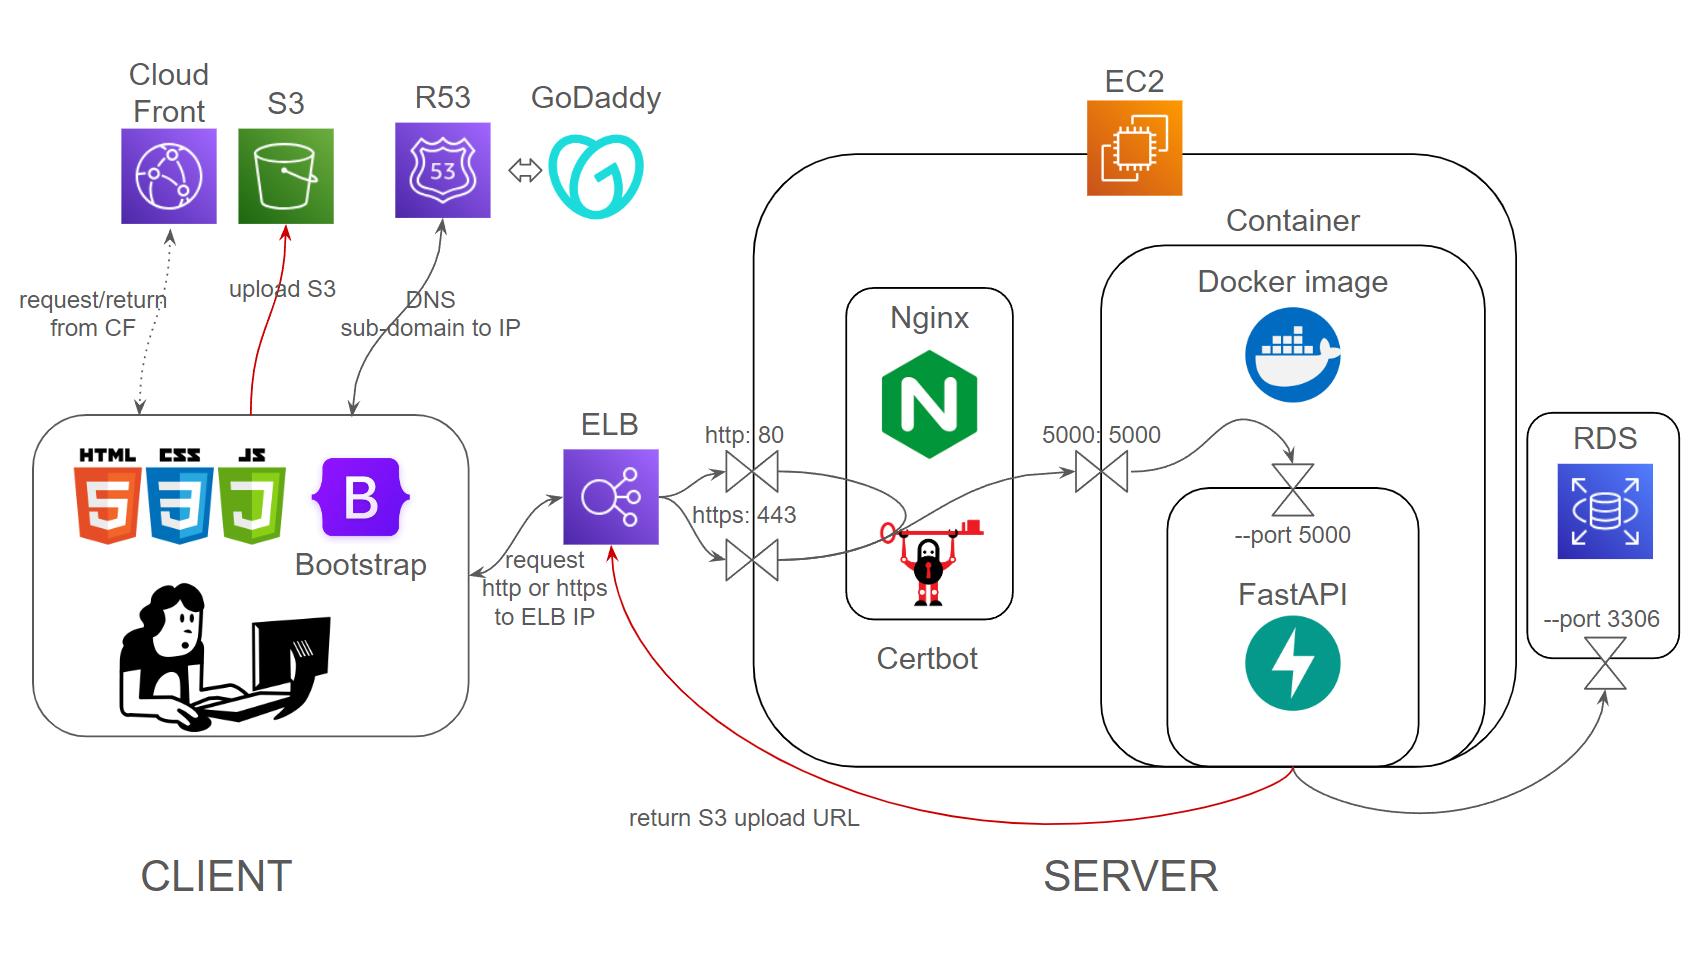 Cloud
Front
S3
R53
GoDaddy
53
EC2
Container
Docker image
request/return
from CF
upload S3
DNS
sub-domain to IP
Nginx
N
HTML
CSS
JS
5
3
B
Bootstrap
ELB
http: 80
https: 443
5000: 5000
request
http or https
to ELB IP
--port 5000
FastAPI
RDS
--port 3306
Certbot
return S3 upload URL
CLIENT
SERVER